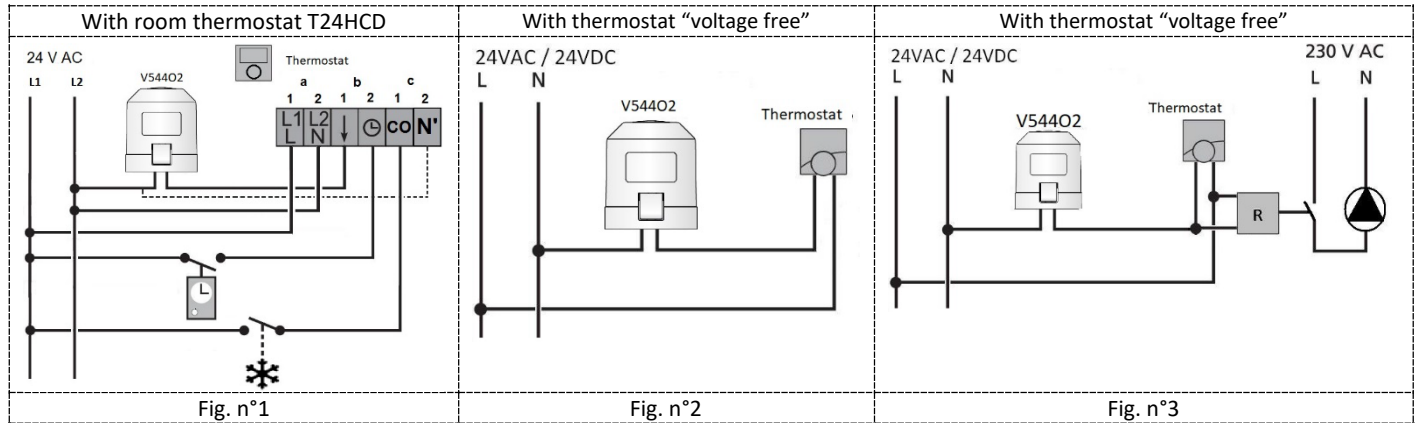 With room thermostat T24HCD
24 V AC
L1 L2
V544O2
Thermostat
a b c
1 2 1 2 1 2
L1 L2 ↓ CO N'
L N
Fig. n°1
With thermostat “voltage free”
24VAC / 24VDC
L N
V544O2
Thermostat
Fig. n°2
With thermostat “voltage free”
24VAC / 24VDC
L N
V544O2
Thermostat
R
230 V AC
L N
Fig. n°3